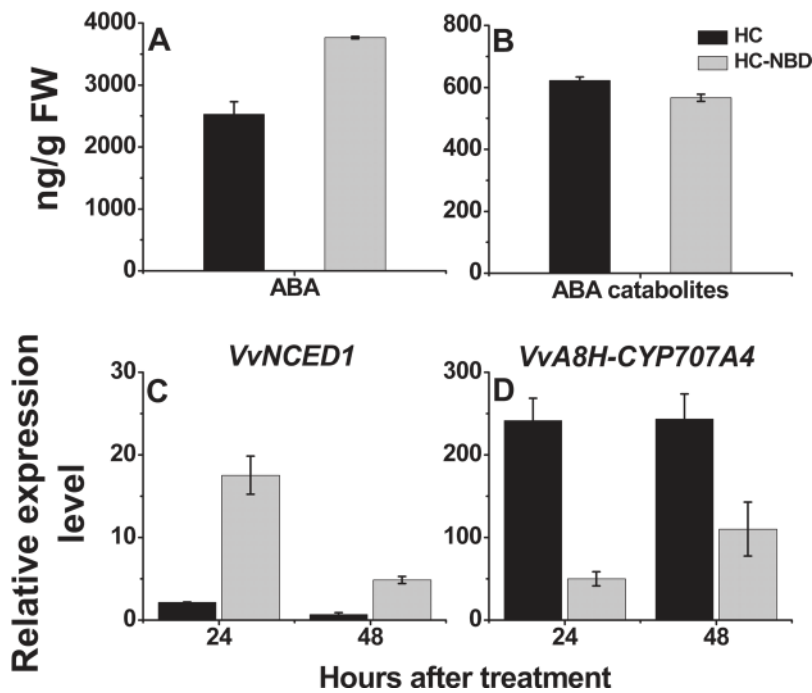 A
B
HC
HC-NBD
ng/g FW
4000
3000
2000
1000
0
800
600
400
200
0
ABA
ABA catabolites
VvNCED1
VvA8H-CYP707A4
C
D
Relative expression
level
30
20
10
0
300
200
100
0
24
48
24
48
Hours after treatment